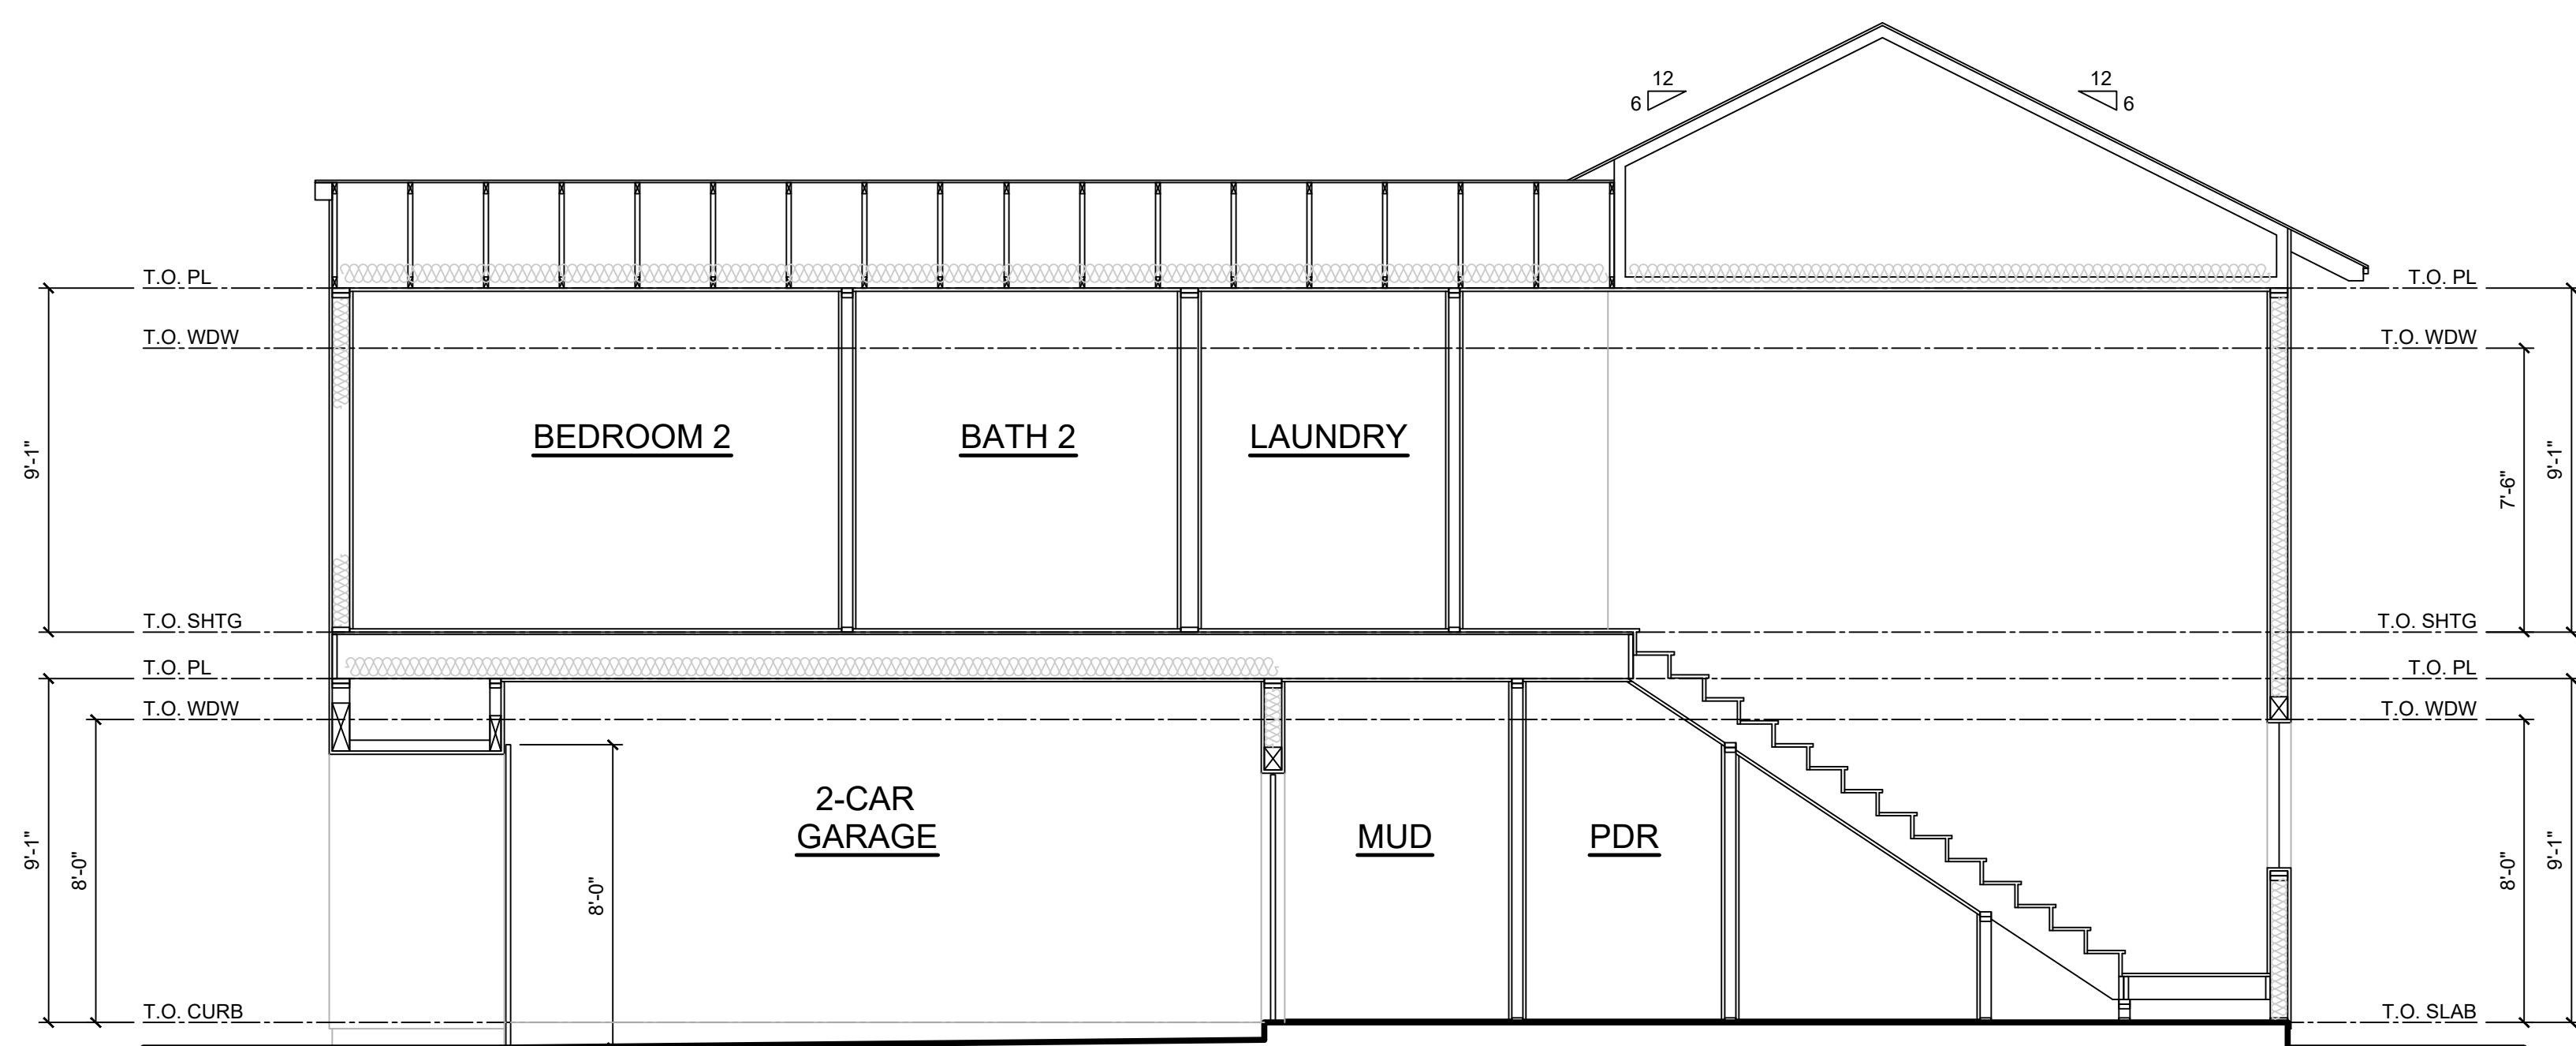 12
6
12
6
T.O. PL
T.O. PL
T.O. WDW
T.O. WDW
BEDROOM 2
BATH 2
LAUNDRY
9'-1"
7'-6"
9'-1"
T.O. SHTG
T.O. SHTG
T.O. PL
T.O. PL
T.O. WDW
T.O. WDW
2-CAR
GARAGE
MUD
PDR
9'-1"
8'-0"
8'-0"
8'-0"
9'-1"
T.O. CURB
T.O. SLAB